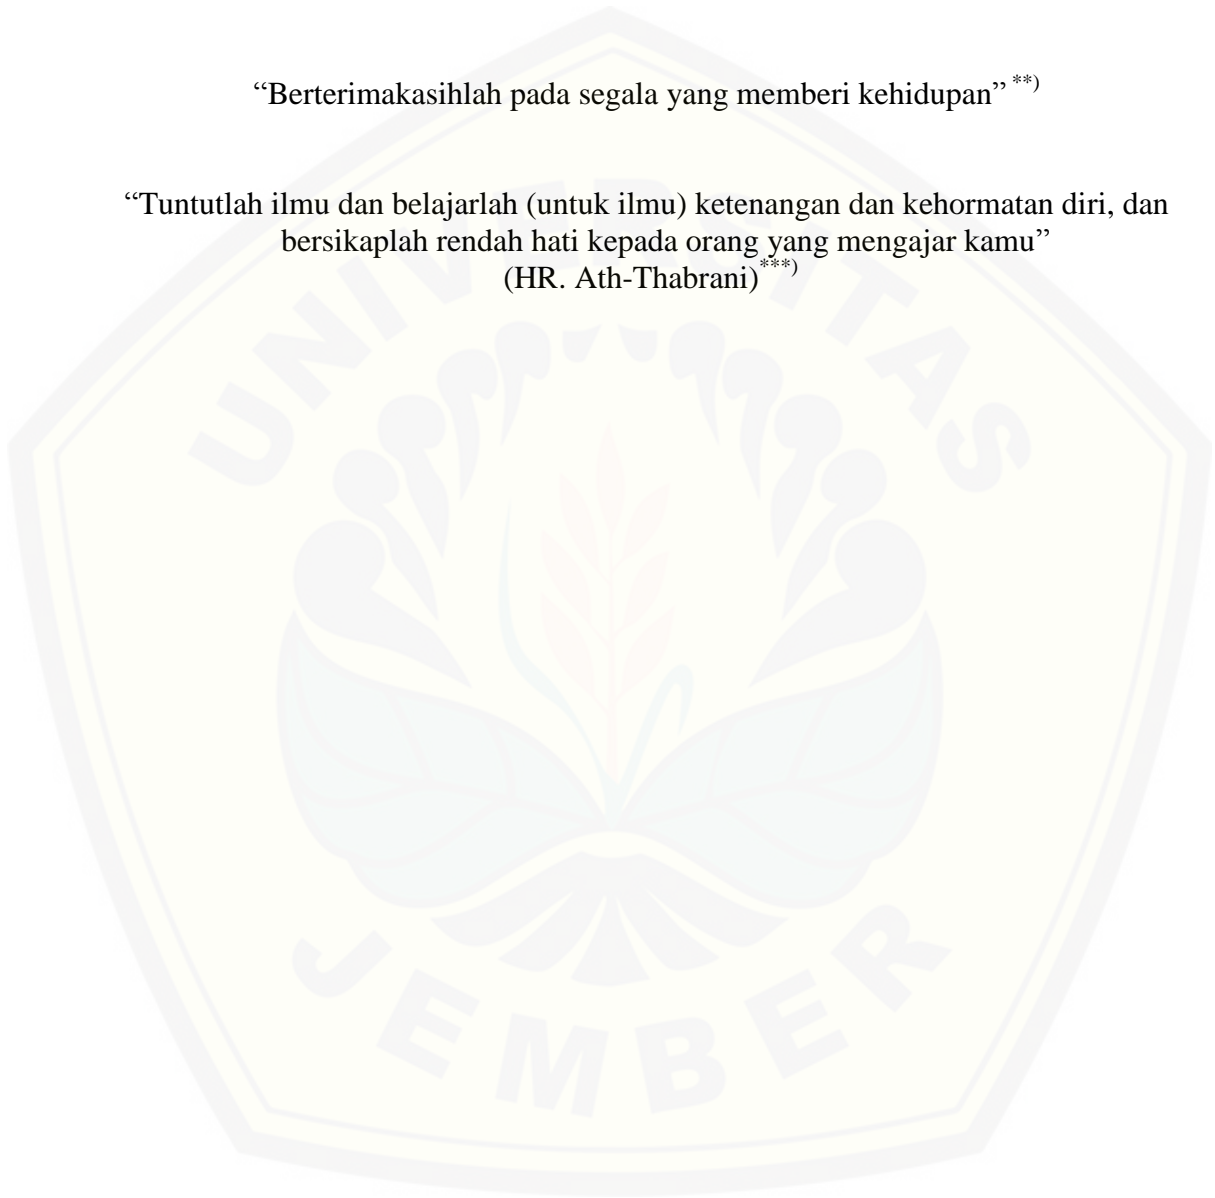 “Berterimakasihlah pada segala yang memberi kehidupan” **)
“Tuntutlah ilmu dan belajarlah (untuk ilmu) ketenangan dan kehormatan diri, dan
bersikaplah rendah hati kepada orang yang mengajar kamu”
(HR. Ath-Thabrani)***)
UNIVERSITAS
JEMBER